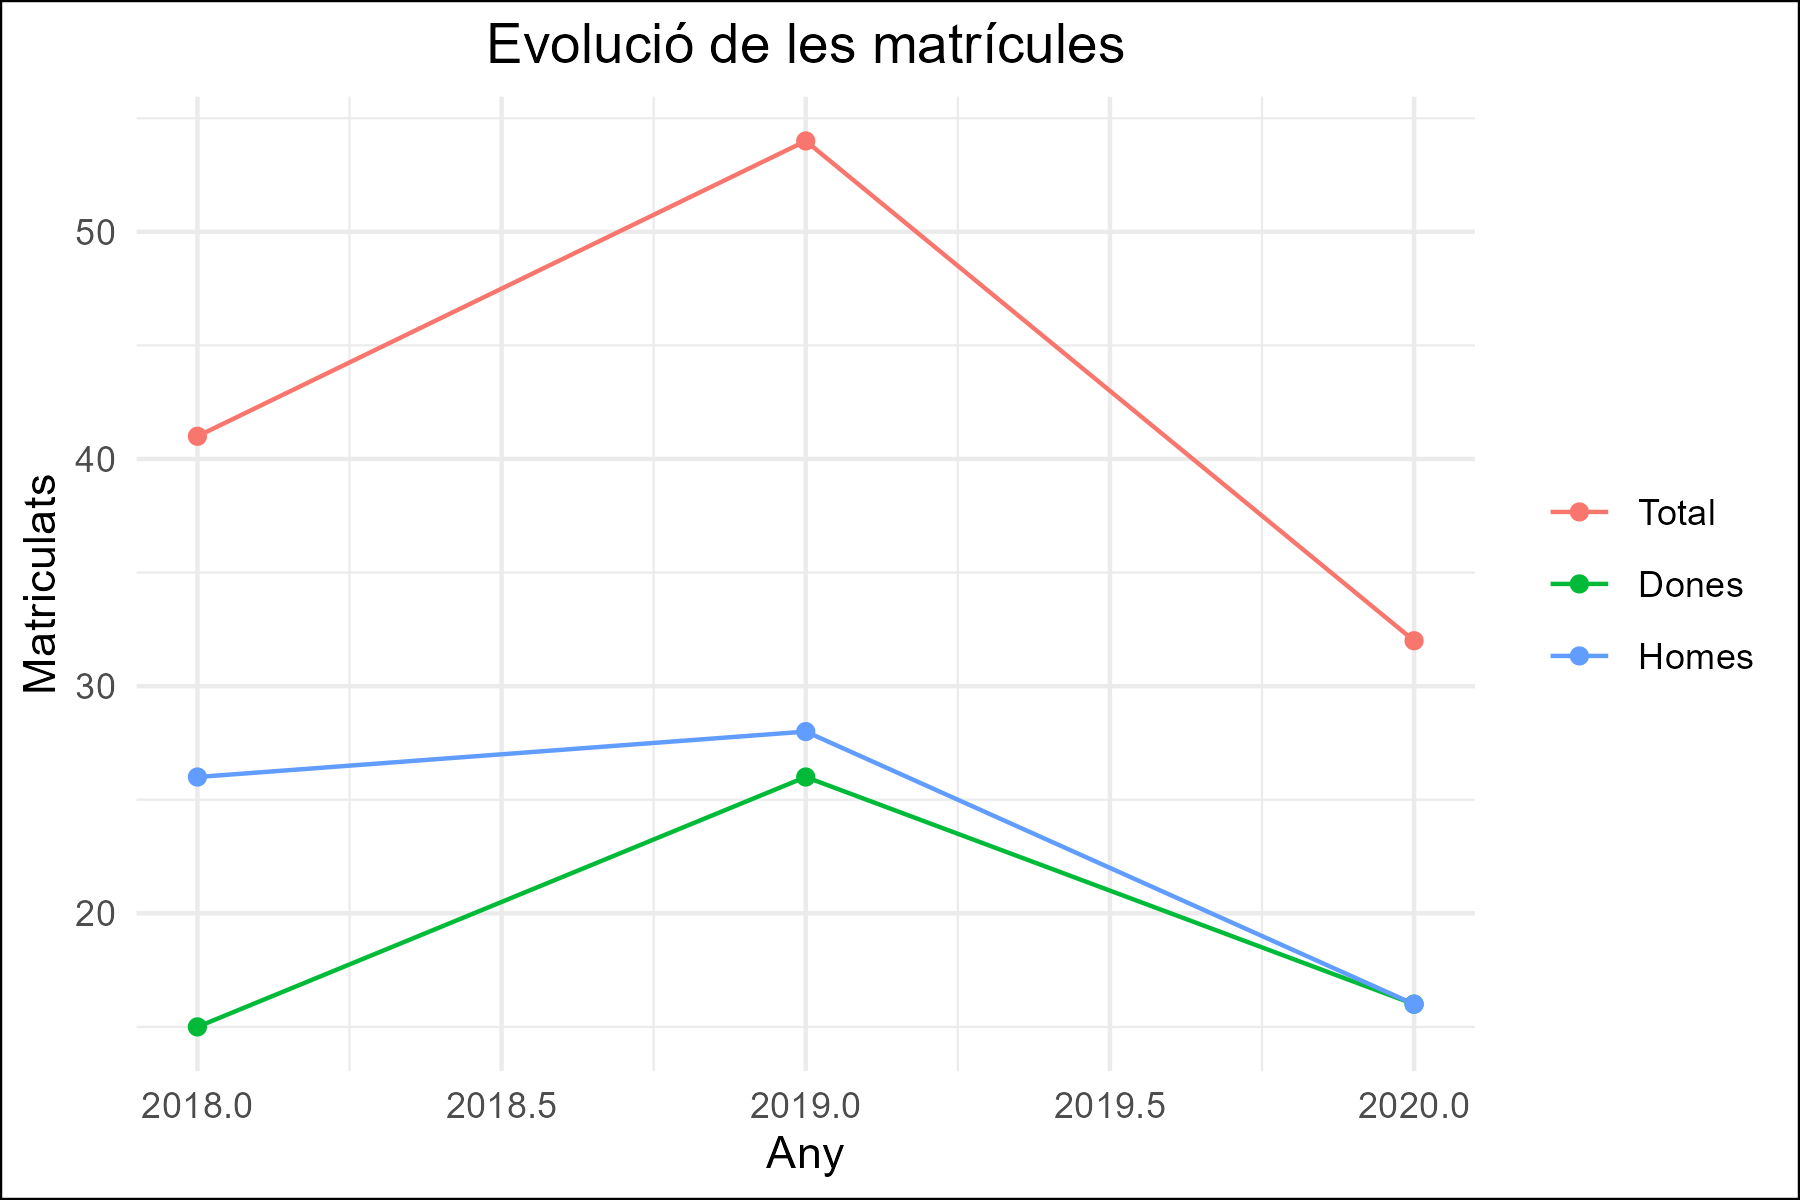 Evolució de les matrícules
Matriculats
50
40
30
20
2018.0 2018.5 2019.0 2019.5 2020.0
Any
Total
Dones
Homes